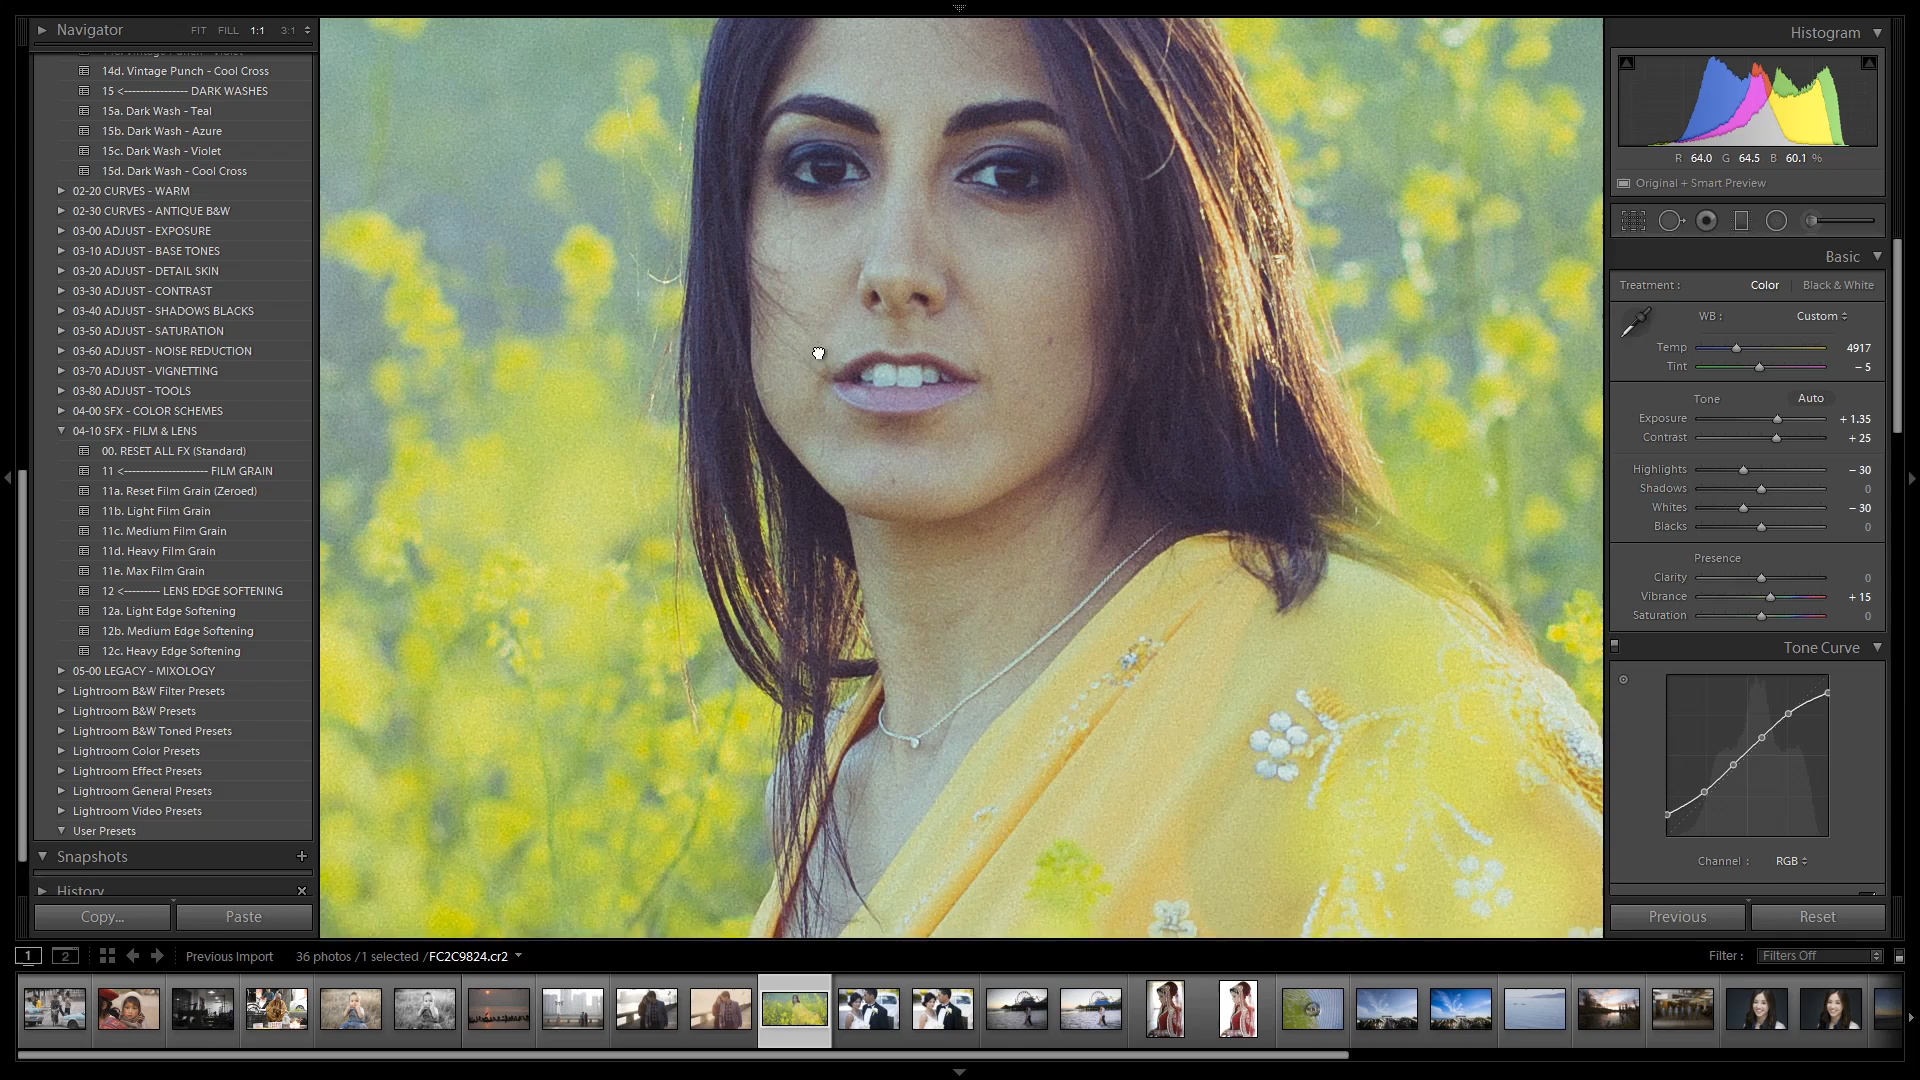 Navigator
FIT FILL 1:1 3:1
14d. Vintage Punch - Cool Cross
15 <---------------- DARK WASHES
15a. Dark Wash - Teal
15b. Dark Wash - Azure
15c. Dark Wash - Violet
15d. Dark Wash - Cool Cross
02-20 CURVES - WARM
02-30 CURVES - ANTIQUE B&W
03-00 ADJUST - EXPOSURE
03-10 ADJUST - BASE TONES
03-20 ADJUST - DETAIL SKIN
03-30 ADJUST - CONTRAST
03-40 ADJUST - SHADOWS BLACKS
03-50 ADJUST - SATURATION
03-60 ADJUST - NOISE REDUCTION
03-70 ADJUST - VIGNETTING
03-80 ADJUST - TOOLS
04-00 SFX - COLOR SCHEMES
04-10 SFX - FILM & LENS
00. RESET ALL FX (Standard)
11 <--------------------- FILM GRAIN
11a. Reset Film Grain (Zeroed)
11b. Light Film Grain
11c. Medium Film Grain
11d. Heavy Film Grain
11e. Max Film Grain
12 <--------- LENS EDGE SOFTENING
12a. Light Edge Softening
12b. Medium Edge Softening
12c. Heavy Edge Softening
05-00 LEGACY - MIXOLOGY
Lightroom B&W Filter Presets
Lightroom B&W Presets
Lightroom B&W Toned Presets
Lightroom Color Presets
Lightroom Effect Presets
Lightroom General Presets
Lightroom Video Presets
User Presets
Snapshots +
History ×
Copy... Paste
Histogram
R 64.0 G 64.5 B 60.1 %
Original + Smart Preview
Basic
Treatment : Color Black & White
WB : Custom
Temp 4917
Tint – 5
Tone Auto
Exposure + 1.35
Contrast + 25
Highlights – 30
Shadows 0
Whites – 30
Blacks 0
Presence
Clarity 0
Vibrance + 15
Saturation 0
Tone Curve
Channel : RGB
Previous Reset
1 2 Previous Import 36 photos /1 selected /FC2C9824.cr2
Filter : Filters Off